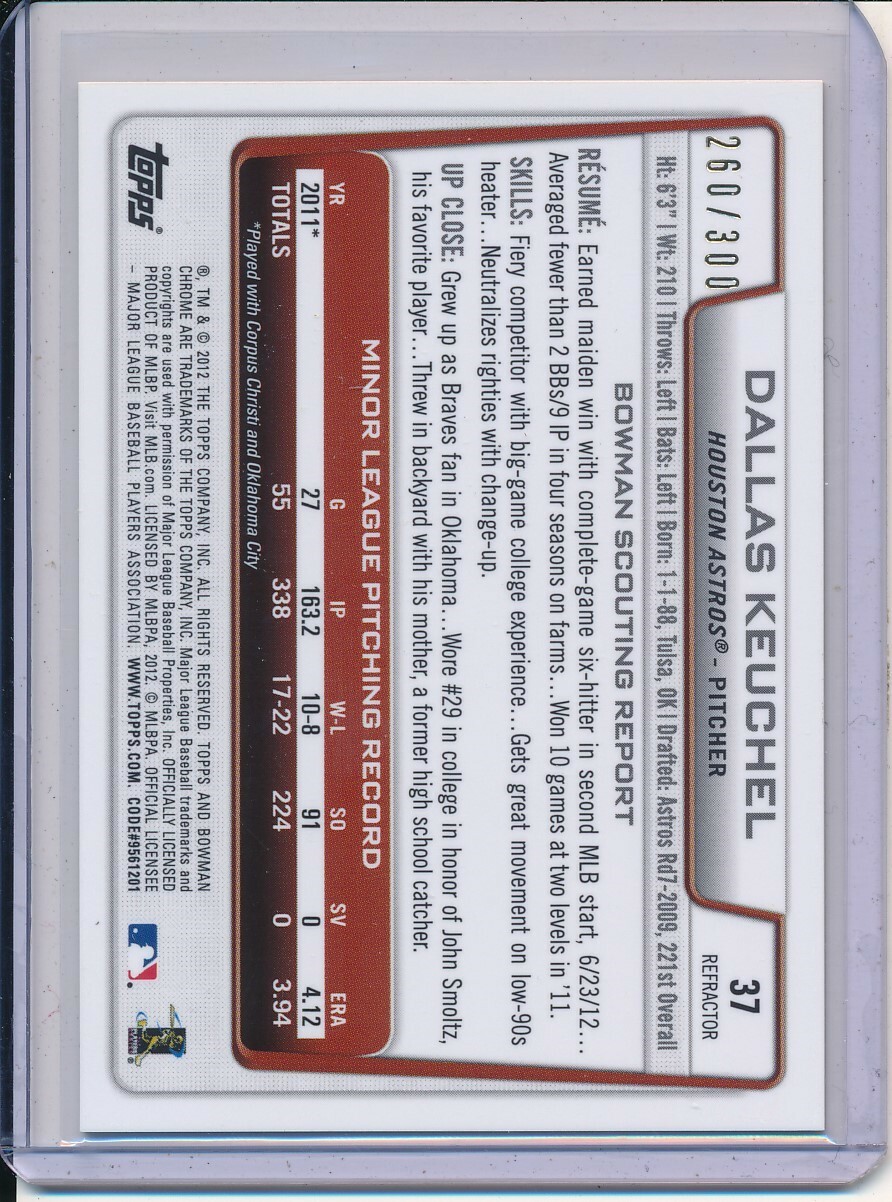 260/300
DALLAS KEUCHEL
HOUSTON ASTROS® - PITCHER
37
REFRACTOR
Ht: 6'3" | Wt: 210 | Throws: Left | Bats: Left | Born: 1-1-88, Tulsa, OK | Drafted: Astros Rd7-2009, 221st Overall
BOWMAN SCOUTING REPORT
RÉSUMÉ: Earned maiden win with complete-game six-hitter in second MLB start, 6/23/12...
Averaged fewer than 2 BBs/9 IP in four seasons on farms...Won 10 games at two levels in '11.
SKILLS: Fiery competitor with big-game college experience...Gets great movement on low-90s
heater...Neutralizes righties with change-up.
UP CLOSE: Grew up as Braves fan in Oklahoma...Wore #29 in college in honor of John Smoltz,
his favorite player...Threw in backyard with his mother, a former high school catcher.
MINOR LEAGUE PITCHING RECORD
YR G IP W-L SO SV ERA
2011* 27 163.2 10-8 91 0 4.12
TOTALS 55 338 17-22 224 0 3.94
*Played with Corpus Christi and Oklahoma City
topps®
®, TM & © 2012 THE TOPPS COMPANY, INC. ALL RIGHTS RESERVED. TOPPS AND BOWMAN
CHROME ARE TRADEMARKS OF THE TOPPS COMPANY, INC. Major League Baseball trademarks and
copyrights are used with permission of Major League Baseball Properties, Inc. OFFICIALLY LICENSED
PRODUCT OF MLBP. Visit MLB.com. LICENSED BY MLBPA, 2012. © MLBPA. OFFICIAL LICENSEE
– MAJOR LEAGUE BASEBALL PLAYERS ASSOCIATION. WWW.TOPPS.COM. CODE#9561201